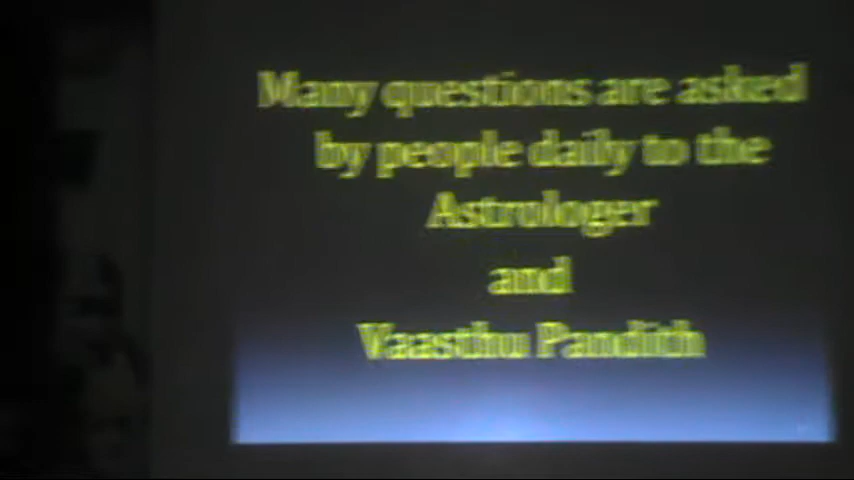 Many questions are asked
by people daily to the
Astrologer
and
Vaasthu Pandith